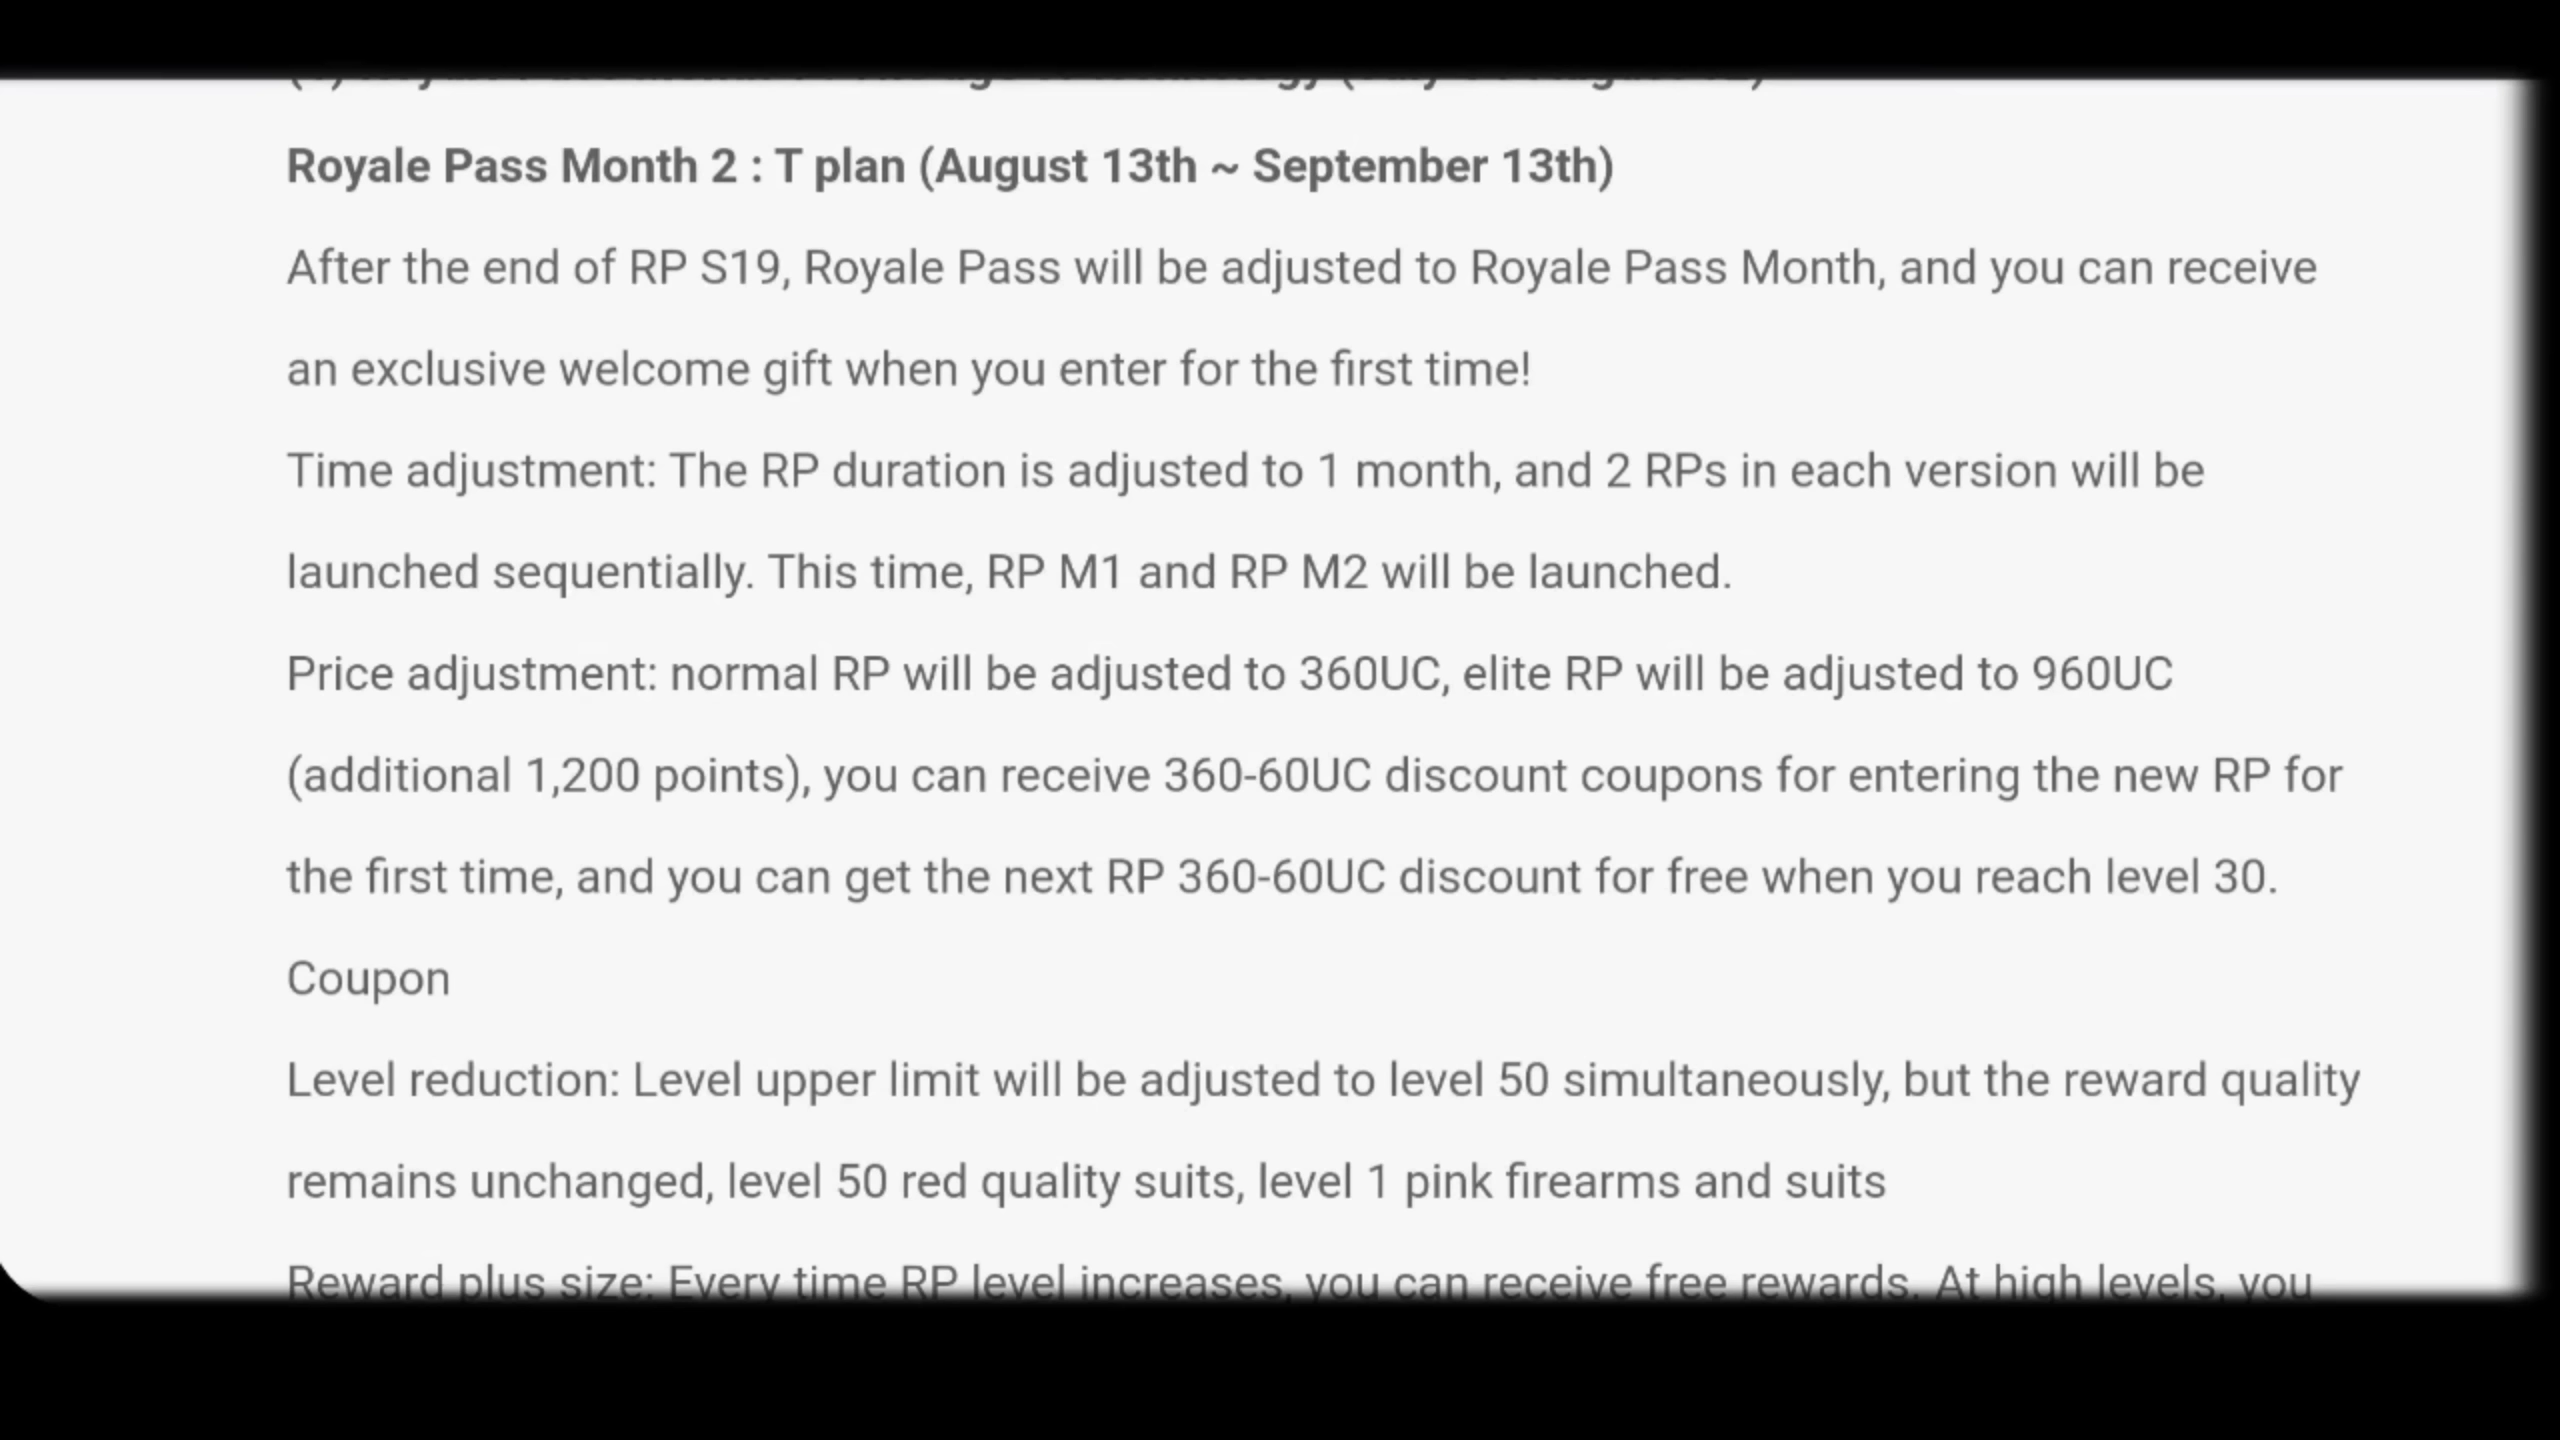 Royale Pass Month 2 : T plan (August 13th ~ September 13th)
After the end of RP S19, Royale Pass will be adjusted to Royale Pass Month, and you can receive
an exclusive welcome gift when you enter for the first time!
Time adjustment: The RP duration is adjusted to 1 month, and 2 RPs in each version will be
launched sequentially. This time, RP M1 and RP M2 will be launched.
Price adjustment: normal RP will be adjusted to 360UC, elite RP will be adjusted to 960UC
(additional 1,200 points), you can receive 360-60UC discount coupons for entering the new RP for
the first time, and you can get the next RP 360-60UC discount for free when you reach level 30.
Coupon
Level reduction: Level upper limit will be adjusted to level 50 simultaneously, but the reward quality
remains unchanged, level 50 red quality suits, level 1 pink firearms and suits
Reward plus size: Every time RP level increases, you can receive free rewards. At high levels, you